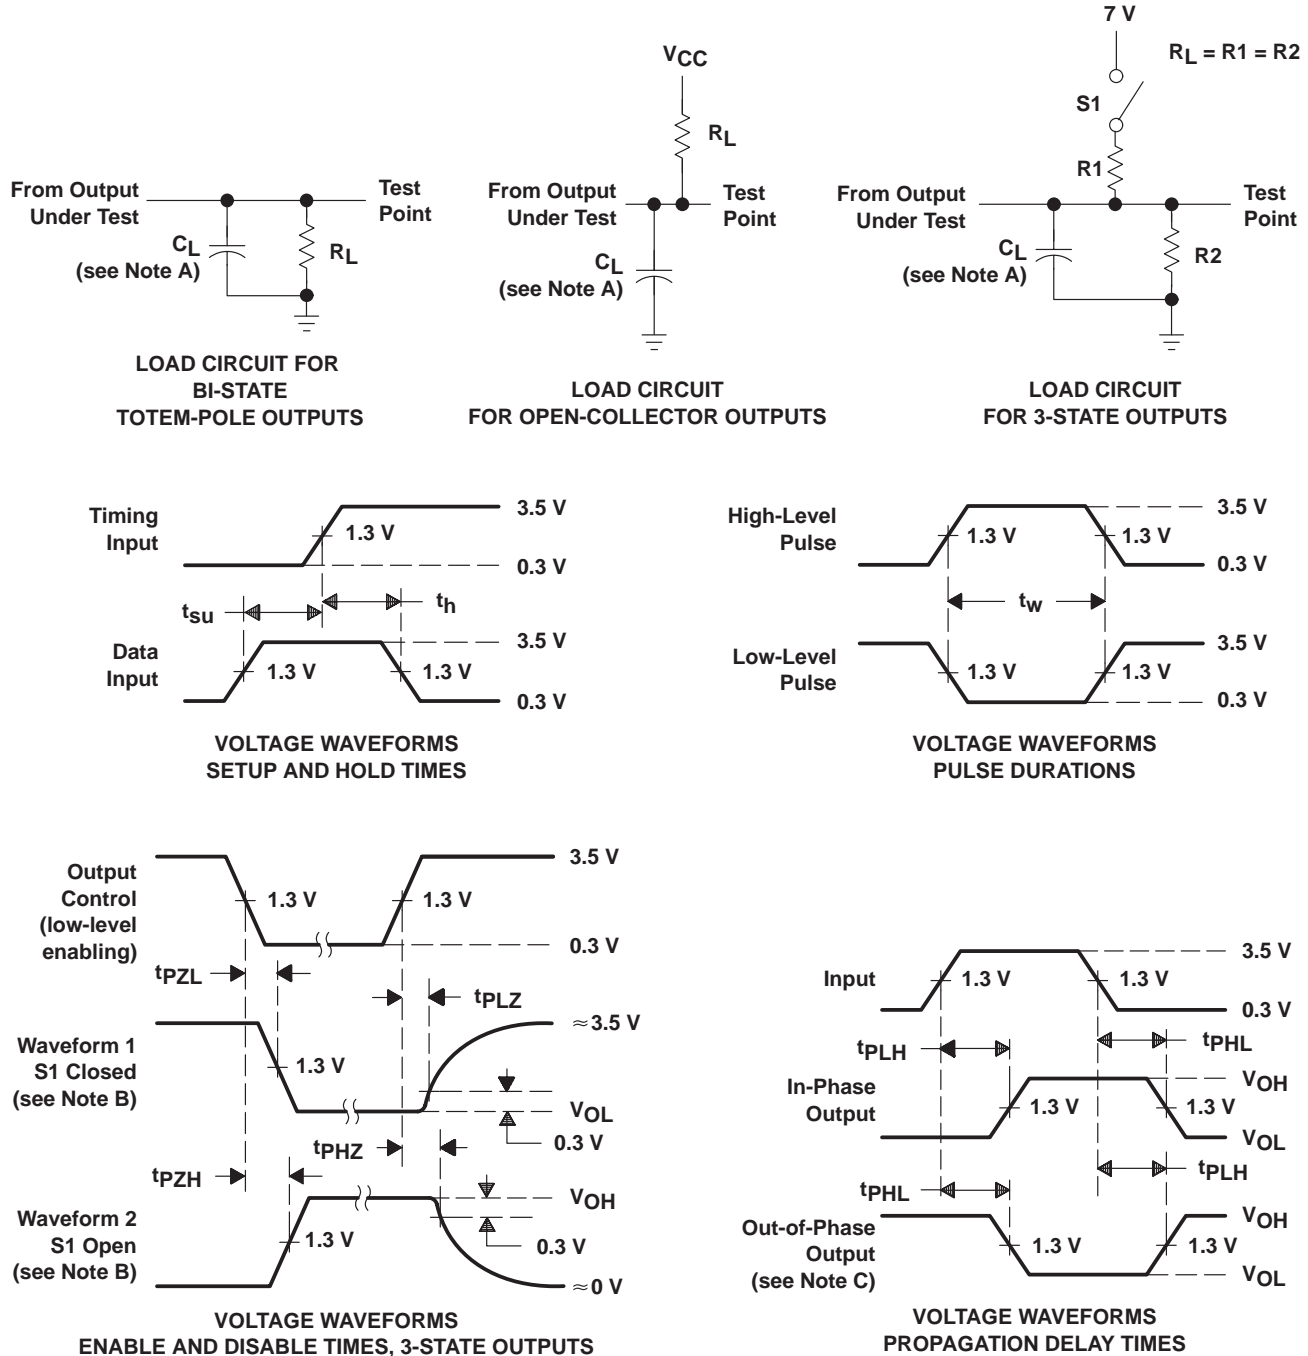 From Output
Under Test
Test
Point
CL
(see Note A)
RL
LOAD CIRCUIT FOR
BI-STATE
TOTEM-POLE OUTPUTS
VCC
RL
From Output
Under Test
Test
Point
CL
(see Note A)
LOAD CIRCUIT
FOR OPEN-COLLECTOR OUTPUTS
7 V
RL = R1 = R2
S1
R1
From Output
Under Test
Test
Point
CL
(see Note A)
R2
LOAD CIRCUIT
FOR 3-STATE OUTPUTS
Timing
Input
1.3 V
3.5 V
0.3 V
tsu
th
Data
Input
1.3 V
1.3 V
3.5 V
0.3 V
VOLTAGE WAVEFORMS
SETUP AND HOLD TIMES
High-Level
Pulse
1.3 V
1.3 V
3.5 V
0.3 V
tw
Low-Level
Pulse
1.3 V
1.3 V
3.5 V
0.3 V
VOLTAGE WAVEFORMS
PULSE DURATIONS
Output
Control
(low-level
enabling)
1.3 V
1.3 V
3.5 V
0.3 V
tPZL
tPLZ
Waveform 1
S1 Closed
(see Note B)
1.3 V
≈3.5 V
VOL
0.3 V
tPHZ
tPZH
Waveform 2
S1 Open
(see Note B)
1.3 V
VOH
0.3 V
≈0 V
VOLTAGE WAVEFORMS
ENABLE AND DISABLE TIMES, 3-STATE OUTPUTS
Input
1.3 V
1.3 V
3.5 V
0.3 V
tPLH
tPHL
In-Phase
Output
1.3 V
1.3 V
VOH
VOL
tPHL
tPLH
Out-of-Phase
Output
(see Note C)
1.3 V
1.3 V
VOH
VOL
VOLTAGE WAVEFORMS
PROPAGATION DELAY TIMES